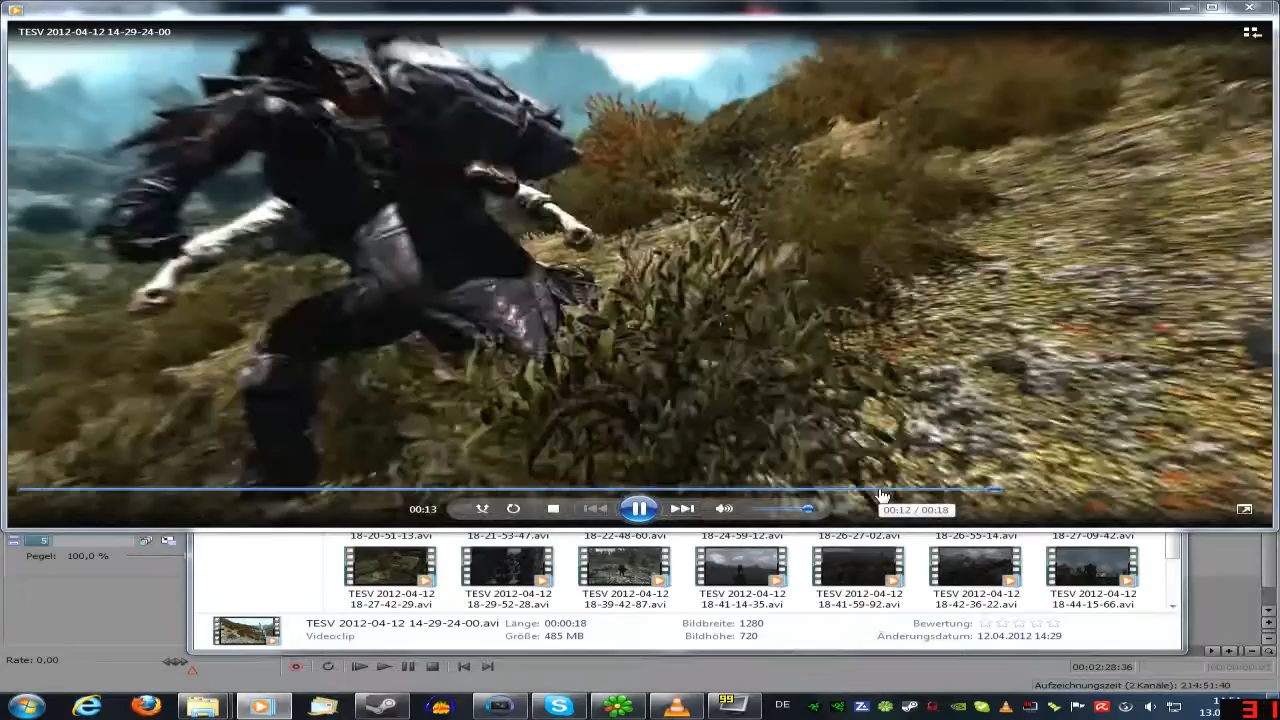 TESV 2012-04-12 14-29-24-00
00:13
00:12 / 00:18
S
Pegel: 100,0 %
18-20-51-13.avi
18-21-53-47.avi
18-22-48-60.avi
18-24-59-12.avi
18-26-27-02.avi
18-26-55-14.avi
18-27-09-42.avi
TESV 2012-04-12
18-27-42-29.avi
TESV 2012-04-12
18-29-52-28.avi
TESV 2012-04-12
18-39-42-87.avi
TESV 2012-04-12
18-41-14-35.avi
TESV 2012-04-12
18-41-59-92.avi
TESV 2012-04-12
18-42-36-22.avi
TESV 2012-04-12
18-44-15-66.avi
TESV 2012-04-12 14-29-24-00.avi
Videoclip
Länge: 00:00:18
Größe: 485 MB
Bildbreite: 1280
Bildhöhe: 720
Bewertung:
Änderungsdatum: 12.04.2012 14:29
Rate: 0,00
00:02:28:36
Aufzeichnungszeit (2 Kanäle): 214:51:40
99
DE
31